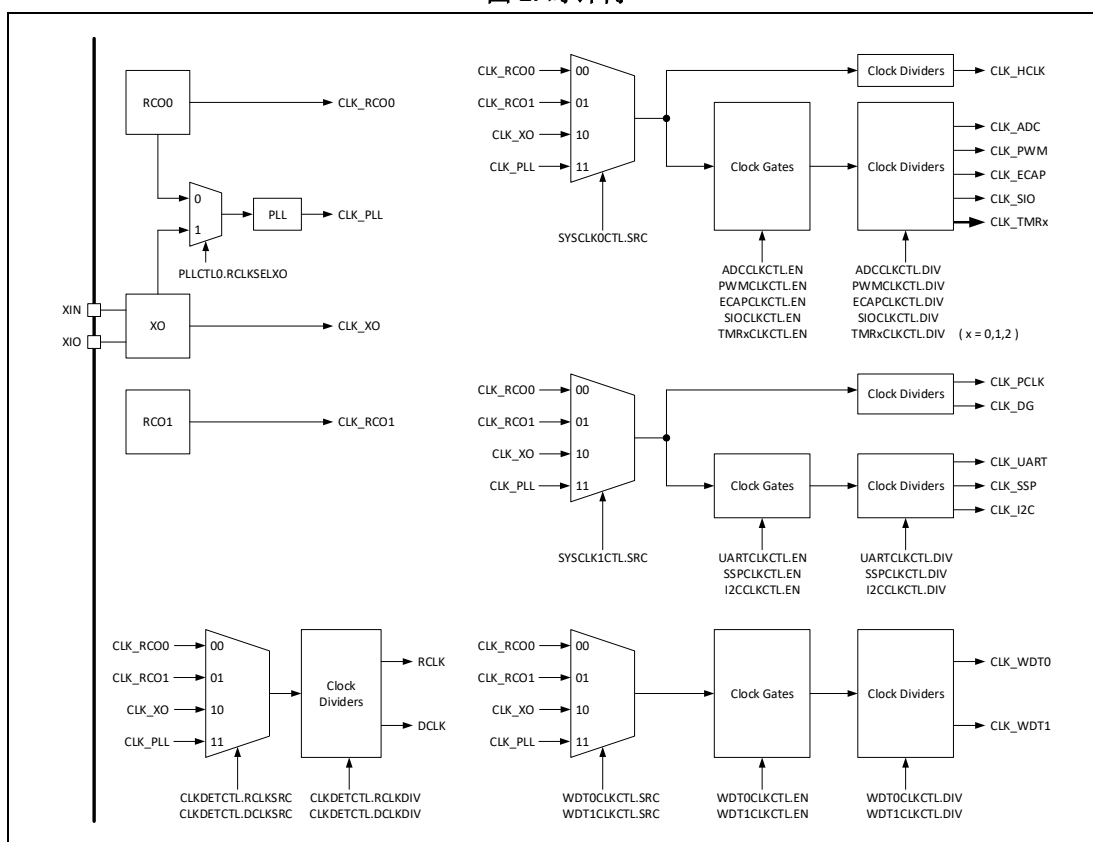 RCO0
CLK_RCO0
0
1
PLL
CLK_PLL
PLLCTL0.RCLKSELXO
XIN
XIO
XO
CLK_XO
RCO1
CLK_RCO1
CLK_RCO0
00
CLK_RCO1
01
CLK_XO
10
CLK_PLL
11
SYSCLK0CTL.SRC
Clock Dividers
CLK_HCLK
Clock Gates
Clock Dividers
CLK_ADC
CLK_PWM
CLK_ECAP
CLK_SIO
CLK_TMRx
ADCCLKCTL.EN
PWMCLKCTL.EN
ECAPCLKCTL.EN
SIOCLKCTL.EN
TMRxCLKCTL.EN
ADCCLKCTL.DIV
PWMCLKCTL.DIV
ECAPCLKCTL.DIV
SIOCLKCTL.DIV
TMRxCLKCTL.DIV ( x = 0,1,2 )
CLK_RCO0
00
CLK_RCO1
01
CLK_XO
10
CLK_PLL
11
SYSCLK1CTL.SRC
Clock Dividers
CLK_PCLK
CLK_DG
Clock Gates
Clock Dividers
CLK_UART
CLK_SSP
CLK_I2C
UARTCLKCTL.EN
SSPCLKCTL.EN
I2CCLKCTL.EN
UARTCLKCTL.DIV
SSPCLKCTL.DIV
I2CCLKCTL.DIV
CLK_RCO0
00
CLK_RCO1
01
CLK_XO
10
CLK_PLL
11
Clock
Dividers
RCLK
DCLK
CLKDETCTL.RCLKSRC
CLKDETCTL.DCLKSRC
CLKDETCTL.RCLKDIV
CLKDETCTL.DCLKDIV
CLK_RCO0
00
CLK_RCO1
01
CLK_XO
10
CLK_PLL
11
Clock Gates
Clock Dividers
CLK_WDT0
CLK_WDT1
WDT0CLKCTL.SRC
WDT1CLKCTL.SRC
WDT0CLKCTL.EN
WDT1CLKCTL.EN
WDT0CLKCTL.DIV
WDT1CLKCTL.DIV